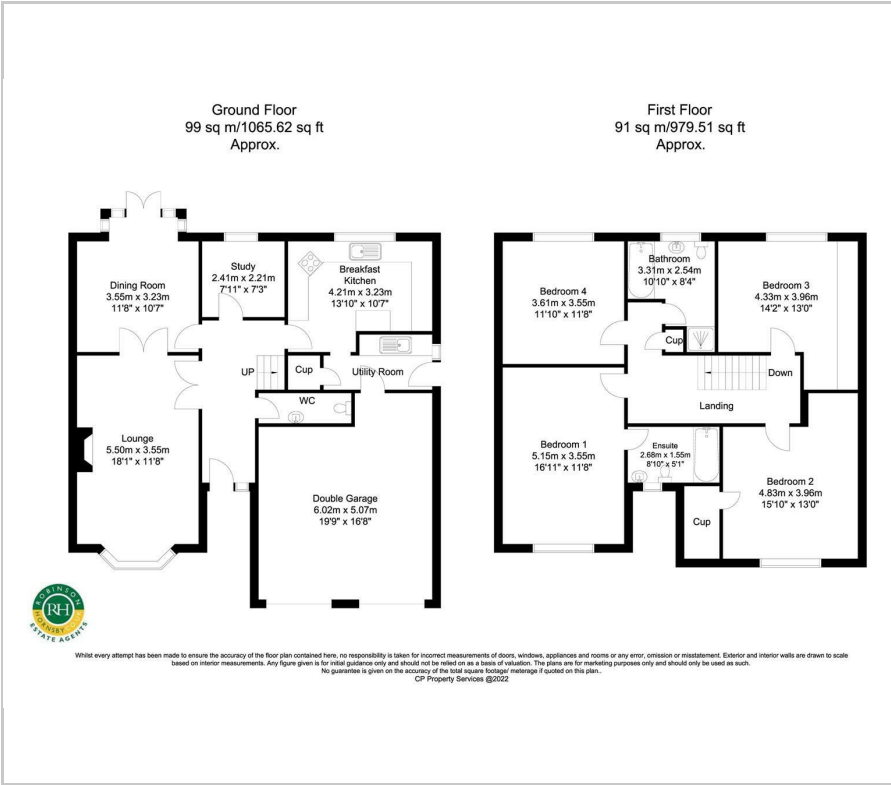 Ground Floor
99 sq m/1065.62 sq ft
Approx.
First Floor
91 sq m/979.51 sq ft
Approx.
Dining Room
3.55m x 3.23m
11'8" x 10'7"
Study
2.41m x 2.21m
7'11" x 7'3"
Breakfast
Kitchen
4.21m x 3.23m
13'10" x 10'7"
UP
Cup
Utility Room
WC
Lounge
5.50m x 3.55m
18'1" x 11'8"
Double Garage
6.02m x 5.07m
19'9" x 16'8"
Bedroom 4
3.61m x 3.55m
11'10" x 11'8"
Bathroom
3.31m x 2.54m
10'10" x 8'4"
Bedroom 3
4.33m x 3.96m
14'2" x 13'0"
Cup
Down
Landing
Bedroom 1
5.15m x 3.55m
16'11" x 11'8"
Ensuite
2.68m x 1.55m
8'10" x 5'1"
Bedroom 2
4.83m x 3.96m
15'10" x 13'0"
Cup
ROBINSON
HORNSBY
RH
ESTATE AGENTS
Whilst every attempt has been made to ensure the accuracy of the floor plan contained here, no responsibility is taken for incorrect measurements of doors, windows, appliances and rooms or any error, omission or misstatement. Exterior and interior walls are drawn to scale
based on interior measurements. Any figure given is for initial guidance only and should not be relied on as a basis of valuation. The plans are for marketing purposes only and should only be used as such.
No guarantee is given on the accuracy of the total square footage/ meterage if quoted on this plan..
CP Property Services @2022